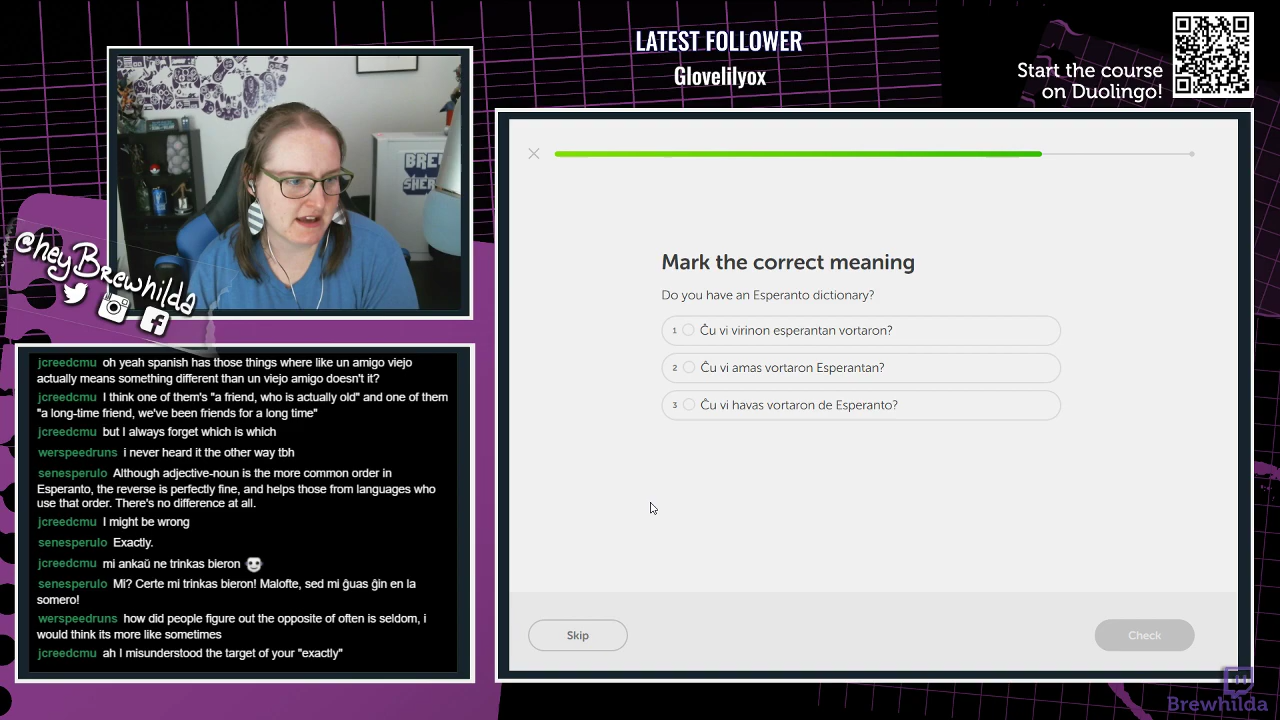 LATEST FOLLOWER
Glovelilyox
Start the course
on Duolingo!
BRE
SHE
@heyBrewhilda
jcreedcmu oh yeah spanish has those things where like un amigo viejo
actually means something different than un viejo amigo doesn't it?
jcreedcmu I think one of them's "a friend, who is actually old" and one of them
"a long-time friend, we've been friends for a long time"
jcreedcmu but I always forget which is which
werspeedruns i never heard it the other way tbh
senesperulo Although adjective-noun is the more common order in
Esperanto, the reverse is perfectly fine, and helps those from languages who
use that order. There's no difference at all.
jcreedcmu I might be wrong
senesperulo Exactly.
jcreedcmu mi ankaŭ ne trinkas bieron
senesperulo Mi? Certe mi trinkas bieron! Malofte, sed mi ĝuas ĝin en la
somero!
werspeedruns how did people figure out the opposite of often is seldom, i
would think its more like sometimes
jcreedcmu ah I misunderstood the target of your "exactly"
Mark the correct meaning
Do you have an Esperanto dictionary?
1 Ĉu vi virinon esperantan vortaron?
2 Ĉu vi amas vortaron Esperantan?
3 Ĉu vi havas vortaron de Esperanto?
Skip
Check
Brewhilda